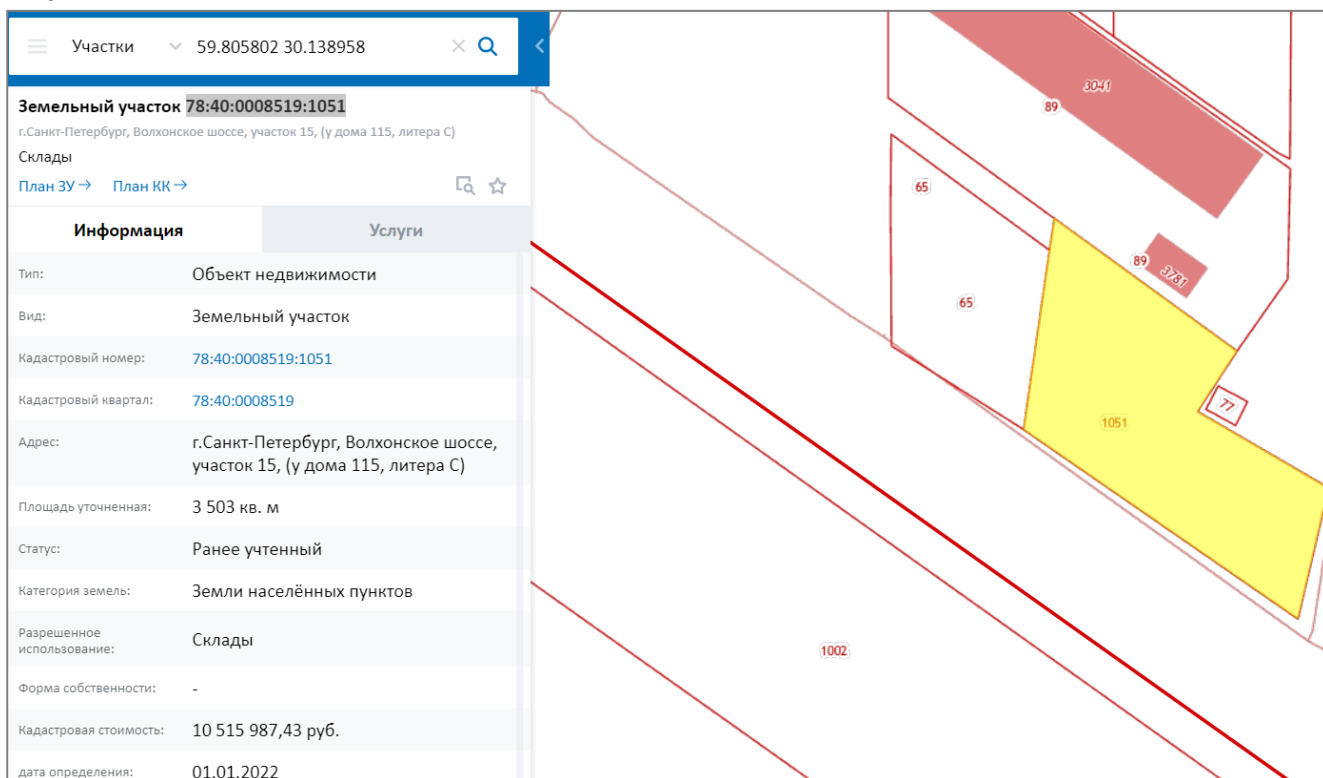 Участки 59.805802 30.138958
Земельный участок 78:40:0008519:1051
г.Санкт-Петербург, Волхонское шоссе, участок 15, (у дома 115, литера С)
Склады
План ЗУ → План КК →
Информация Услуги
Тип: Объект недвижимости
Вид: Земельный участок
Кадастровый номер: 78:40:0008519:1051
Кадастровый квартал: 78:40:0008519
Адрес: г.Санкт-Петербург, Волхонское шоссе,
участок 15, (у дома 115, литера С)
Площадь уточненная: 3 503 кв. м
Статус: Ранее учтенный
Категория земель: Земли населённых пунктов
Разрешенное
использование: Склады
Форма собственности: -
Кадастровая стоимость: 10 515 987,43 руб.
дата определения: 01.01.2022
3041
89
65
89
3781
65
77
1051
1002